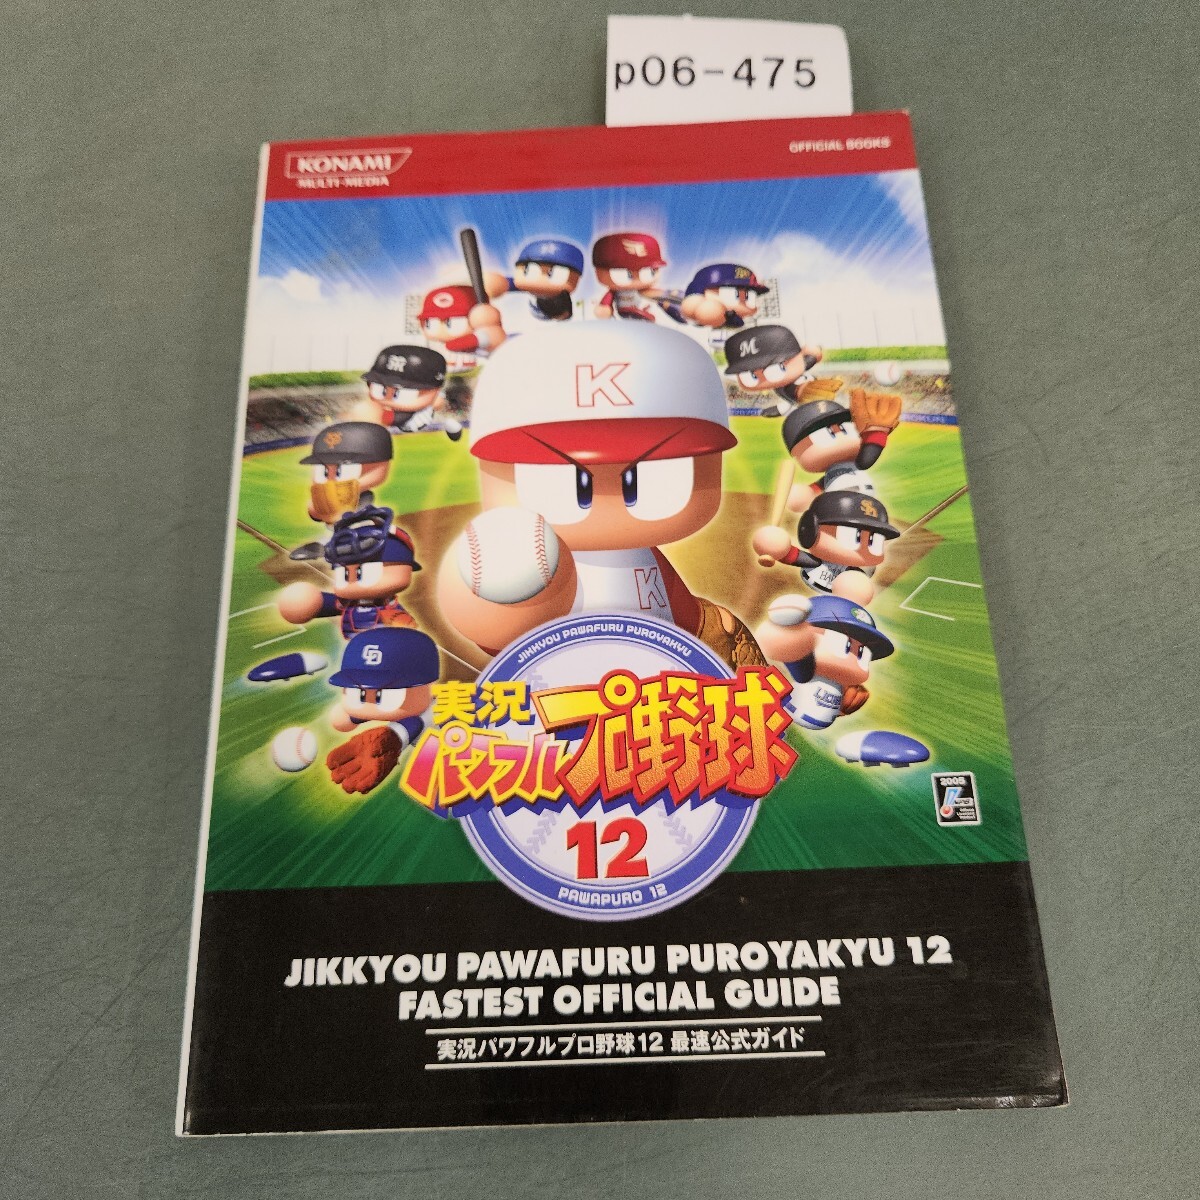 p06-475
KONAMI
MULTI-MEDIA
OFFICIAL BOOKS
K
M
K
JIKKYOU PAWAFURU PUROYAKYU
実況
パワフルプロ野球
12
PAWAPURO 12
2005
JIKKYOU PAWAFURU PUROYAKYU 12
FASTEST OFFICIAL GUIDE
実況パワフルプロ野球12 最速公式ガイド